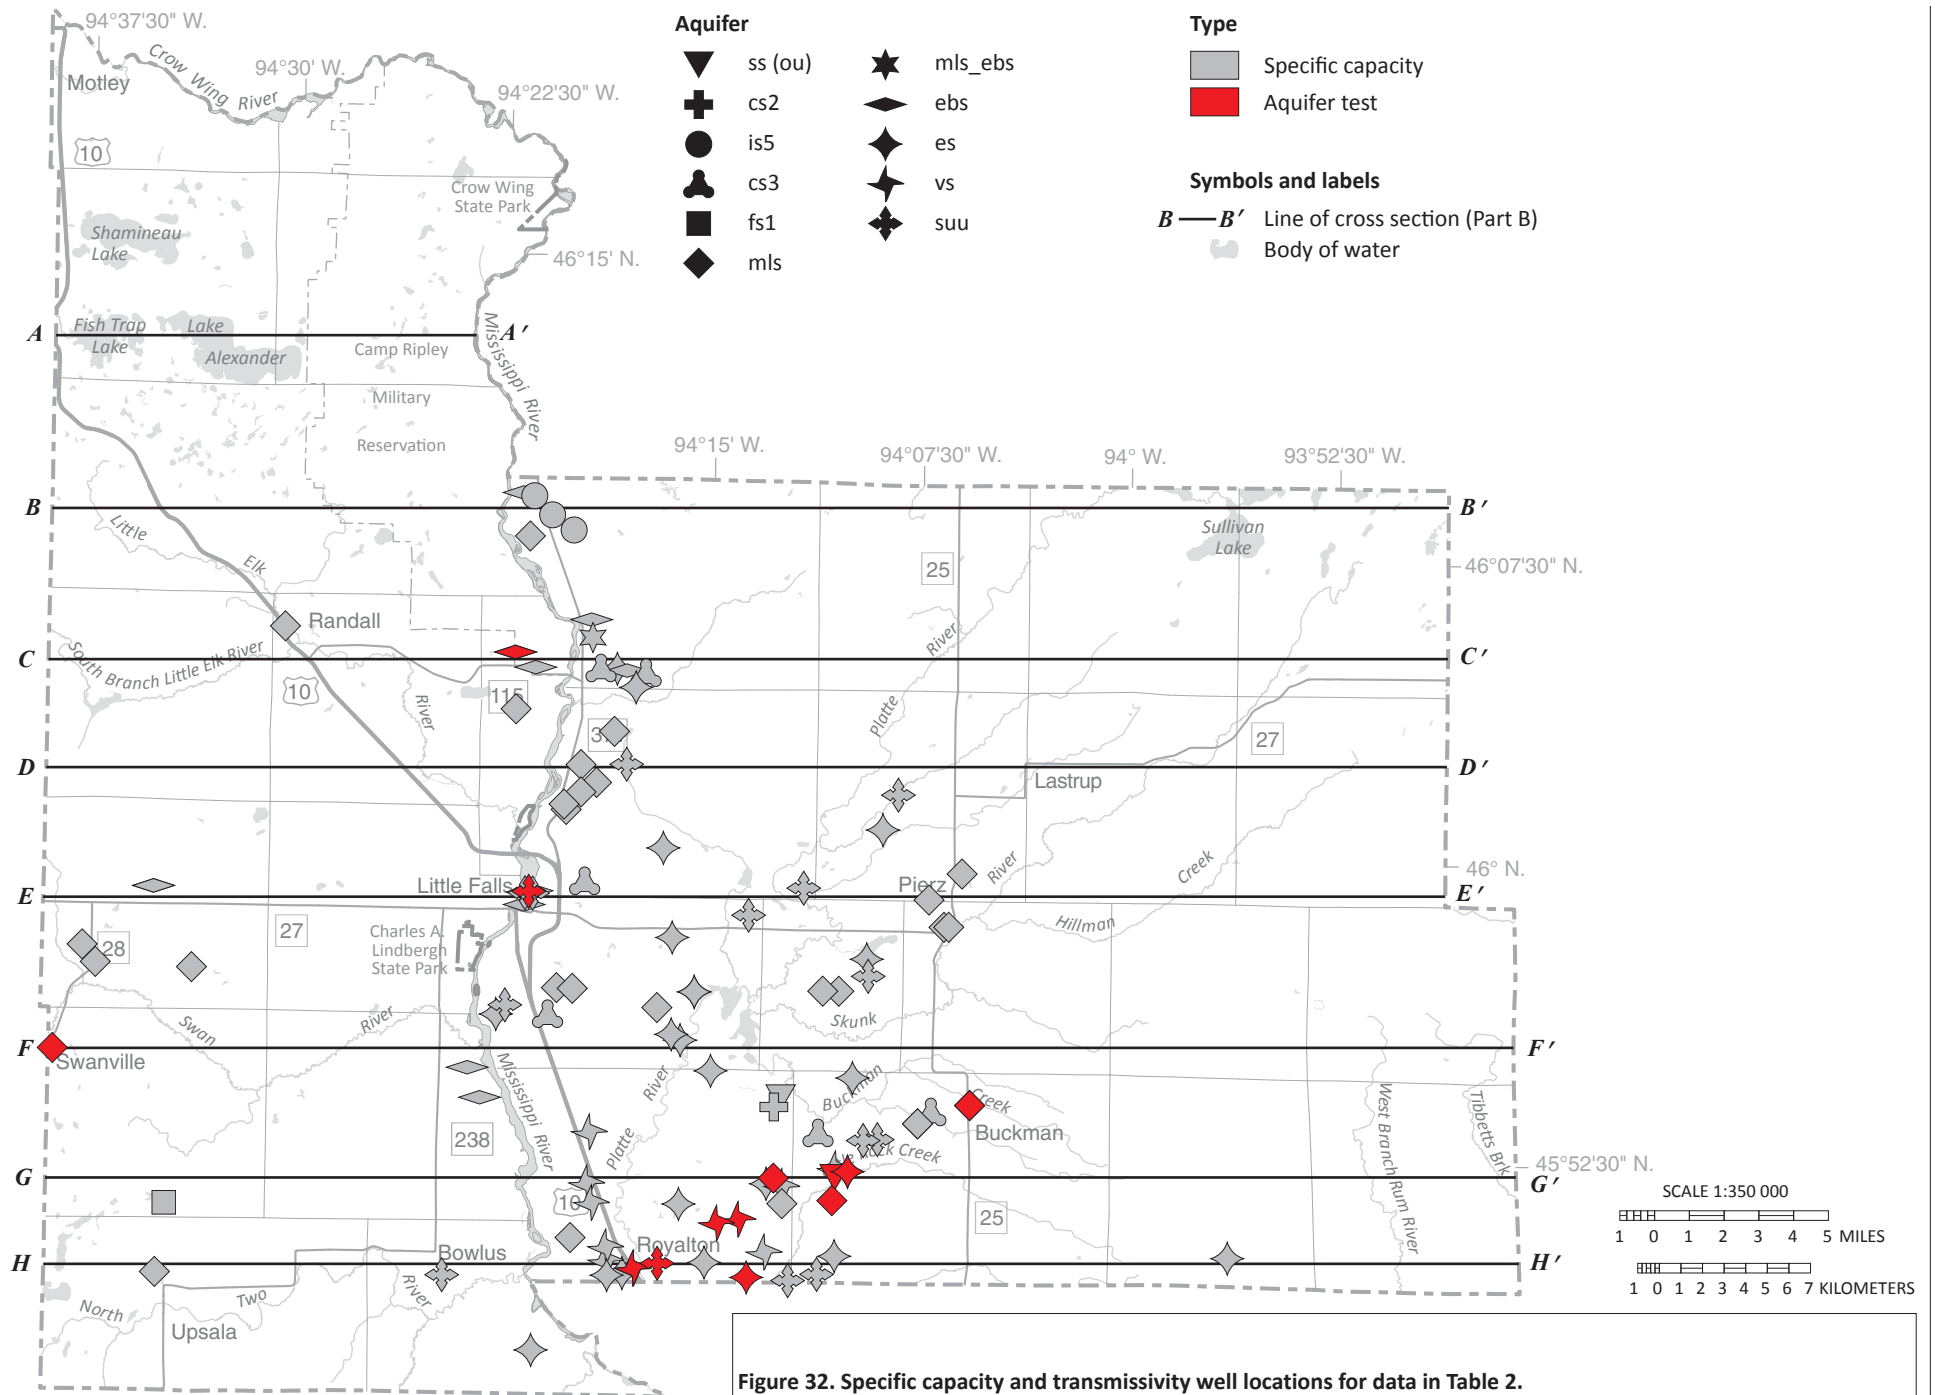 94°37'30" W.
Motley
Crow Wing River
94°30' W.
94°22'30" W.
10
Crow Wing
State Park
Shamineau
Lake
46°15' N.
Aquifer
ss (ou)
cs2
is5
cs3
fs1
mls
mls_ebs
ebs
es
vs
suu
Type
Specific capacity
Aquifer test
Symbols and labels
B B′ Line of cross section (Part B)
Body of water
A A′
Fish Trap
Lake
Lake
Alexander
Camp Ripley
Military
Reservation
Mississippi River
94°15' W.
94°07'30" W.
94° W.
93°52'30" W.
B B′
Little Elk
Sullivan
Lake
25
46°07'30" N.
Randall
South Branch Little Elk River
C C′
10
River
115
Platte River
27
D D′
Lastrup
46° N.
Little Falls
Pierz
River
Creek
E E′
Hillman
28
27
Charles A.
Lindbergh
State Park
Swan River
Skunk
F F′
Swanville
Mississippi River
Platte River
Buckman Creek
Buckman
West Branch Rum River
Tibbetts Brk
238
Creek
G G′
45°52'30" N.
10
25
Royalton
Bowlus
H H′
North Two River
Upsala
SCALE 1:350 000
1 0 1 2 3 4 5 MILES
1 0 1 2 3 4 5 6 7 KILOMETERS
Figure 32. Specific capacity and transmissivity well locations for data in Table 2.